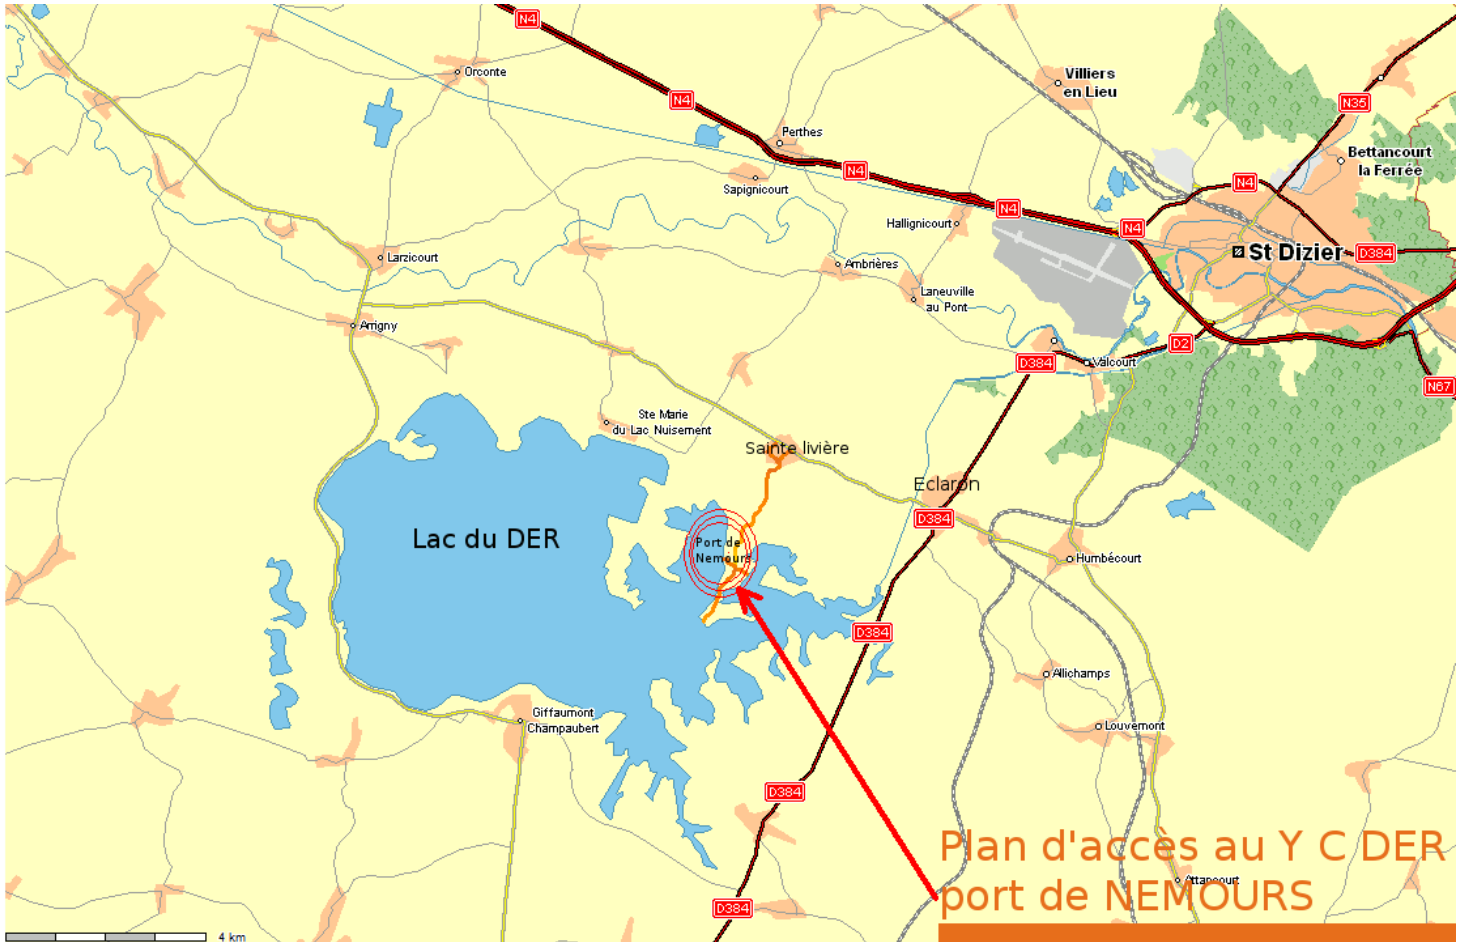 N4
Orconte
Villiers
en Lieu
N4
N35
Perthes
Bettancourt
la Ferrée
N4
N4
Sapignicourt
N4
Hallignicourt
N4
St Dizier
D384
Larzicourt
Ambrières
Laneuville
au Pont
Arrigny
D2
D384
Valcourt
N67
Ste Marie
du Lac Nuisement
Sainte livière
Eclaron
D384
Lac du DER
Port de
Nemours
Humbécourt
D384
Allichamps
Giffaumont
Champaubert
Louvemont
D384
Plan d'accès au Y C DER
port de NEMOURS
Attancourt
D384
4 km